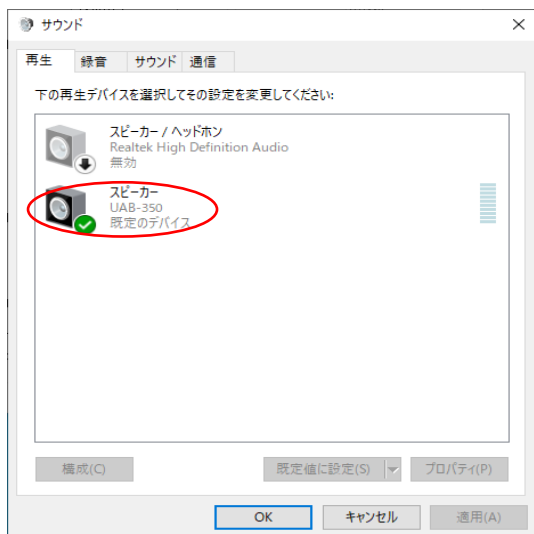 サウンド
再生 録音 サウンド 通信
下の再生デバイスを選択してその設定を変更してください:
スピーカー / ヘッドホン
Realtek High Definition Audio
無効
スピーカー
UAB-350
既定のデバイス
構成(C) 既定値に設定(S) プロパティ(P)
OK キャンセル 適用(A)